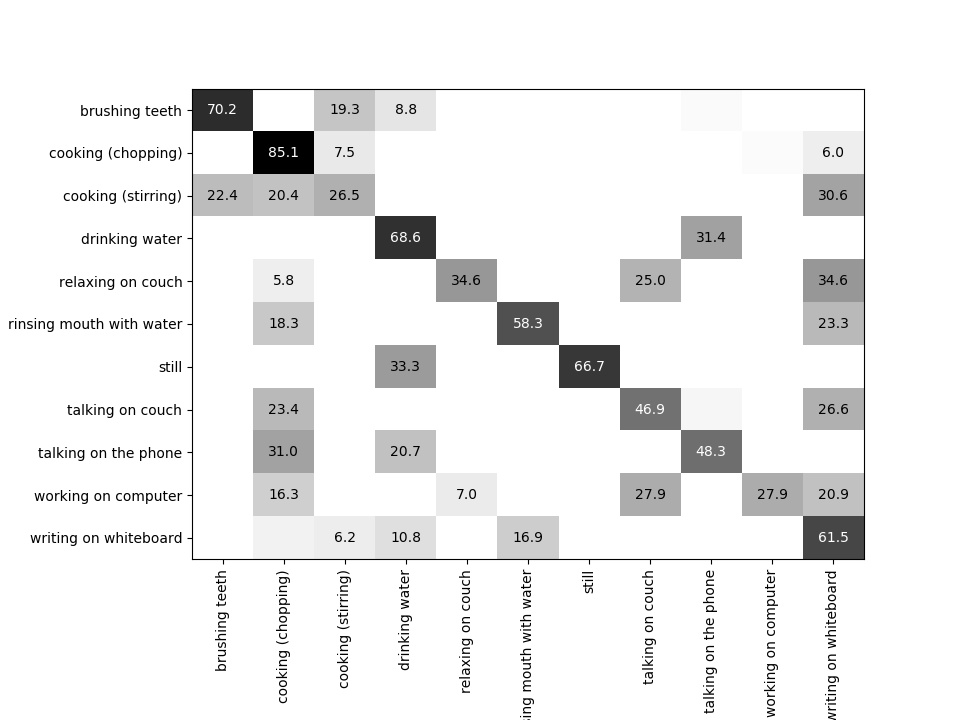 brushing teeth 70.2 19.3 8.8
cooking (chopping) 85.1 7.5 6.0
cooking (stirring) 22.4 20.4 26.5 30.6
drinking water 68.6 31.4
relaxing on couch 5.8 34.6 25.0 34.6
rinsing mouth with water 18.3 58.3 23.3
still 33.3 66.7
talking on couch 23.4 46.9 26.6
talking on the phone 31.0 20.7 48.3
working on computer 16.3 7.0 27.9 27.9 20.9
writing on whiteboard 6.2 10.8 16.9 61.5
brushing teeth
cooking (chopping)
cooking (stirring)
drinking water
relaxing on couch
sing mouth with water
still
talking on couch
talking on the phone
working on computer
writing on whiteboard